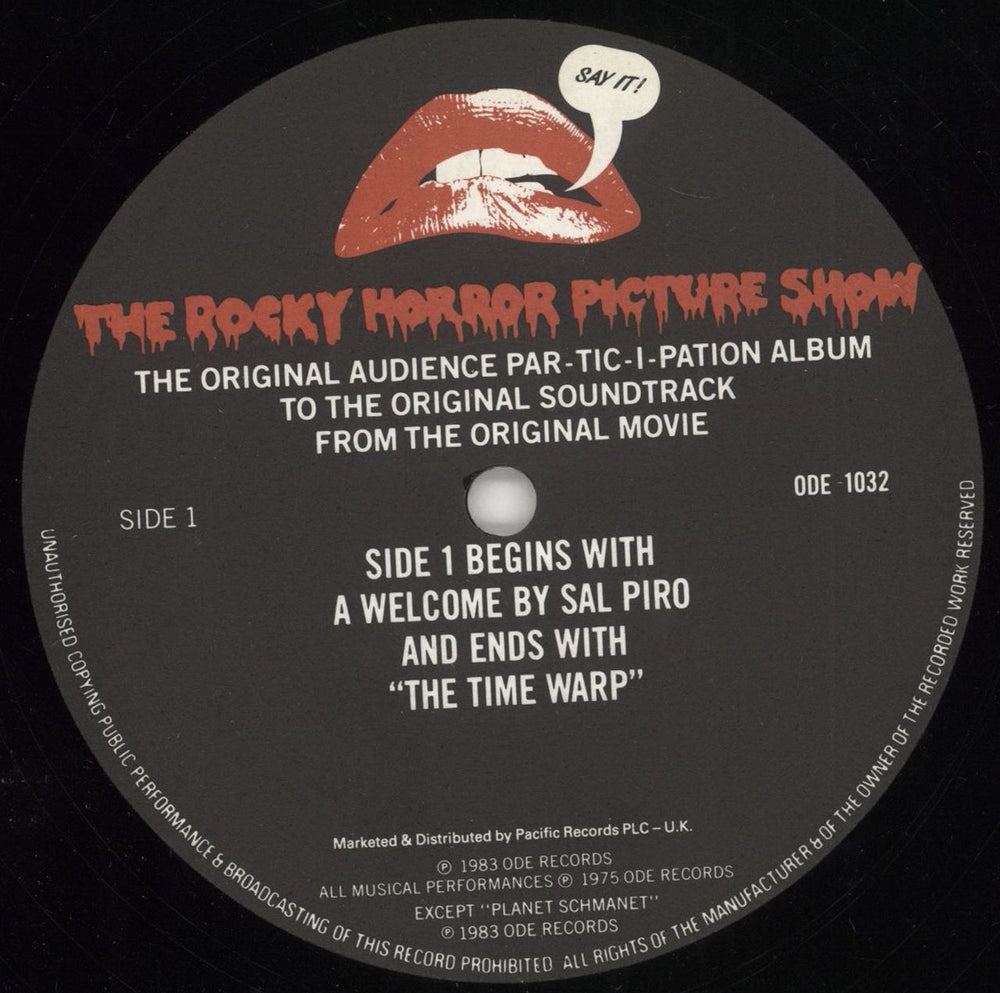 SAY IT!
THE ROCKY HORROR PICTURE SHOW
THE ORIGINAL AUDIENCE PAR-TIC-I-PATION ALBUM
TO THE ORIGINAL SOUNDTRACK
FROM THE ORIGINAL MOVIE
SIDE 1
ODE - 1032
SIDE 1 BEGINS WITH
A WELCOME BY SAL PIRO
AND ENDS WITH
“THE TIME WARP”
Marketed & Distributed by Pacific Records PLC – U.K.
℗ 1983 ODE RECORDS
ALL MUSICAL PERFORMANCES ℗ 1975 ODE RECORDS
EXCEPT "PLANET SCHMANET"
℗ 1983 ODE RECORDS
UNAUTHORISED COPYING PUBLIC PERFORMANCE & BROADCASTING OF THIS RECORD PROHIBITED ALL RIGHTS OF THE MANUFACTURER & OF THE OWNER OF THE RECORDED WORK RESERVED